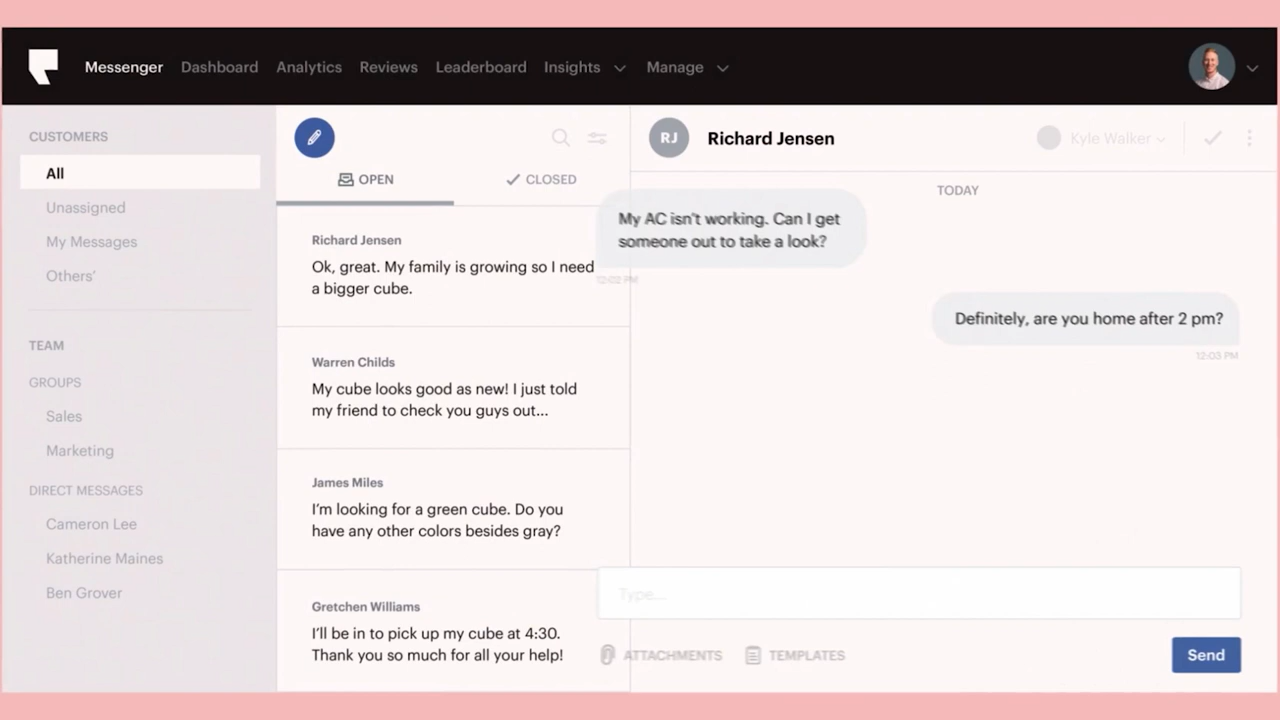 Messenger
Dashboard
Analytics
Reviews
Leaderboard
Insights
Manage
CUSTOMERS
All
Unassigned
My Messages
Others’
TEAM
GROUPS
Sales
Marketing
DIRECT MESSAGES
Cameron Lee
Katherine Maines
Ben Grover
OPEN
CLOSED
Richard Jensen
Ok, great. My family is growing so I need
a bigger cube.
Warren Childs
My cube looks good as new! I just told
my friend to check you guys out...
James Miles
I’m looking for a green cube. Do you
have any other colors besides gray?
Gretchen Williams
I’ll be in to pick up my cube at 4:30.
Thank you so much for all your help!
RJ
Richard Jensen
Kyle Walker
TODAY
My AC isn’t working. Can I get
someone out to take a look?
12:02 PM
Definitely, are you home after 2 pm?
12:03 PM
Type...
ATTACHMENTS
TEMPLATES
Send